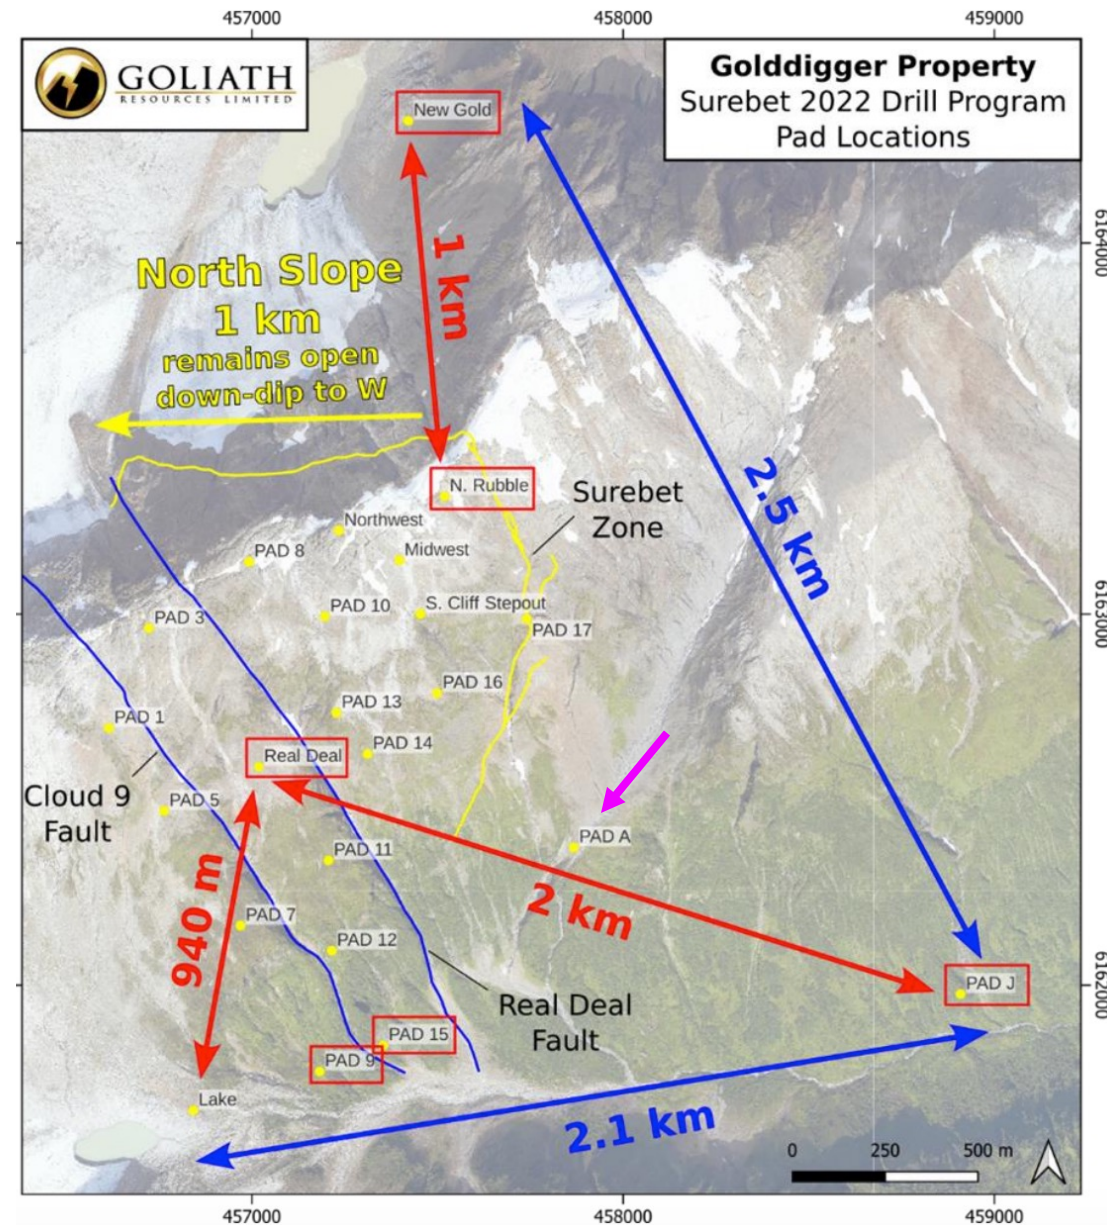 457000
458000
459000
GOLIATH
RESOURCES LIMITED
Golddigger Property
Surebet 2022 Drill Program
Pad Locations
New Gold
6164000
1 km
North Slope
1 km
remains open
down-dip to W
2.5 km
N. Rubble
Surebet
Zone
Northwest
Midwest
PAD 8
PAD 10
S. Cliff Stepout
6163000
PAD 3
PAD 17
PAD 16
PAD 13
PAD 1
PAD 14
Real Deal
Cloud 9
Fault
PAD 5
PAD A
PAD 11
940 m
2 km
PAD 7
PAD 12
PAD J
6162000
Real Deal
Fault
PAD 15
PAD 9
Lake
2.1 km
0
250
500 m
457000
458000
459000